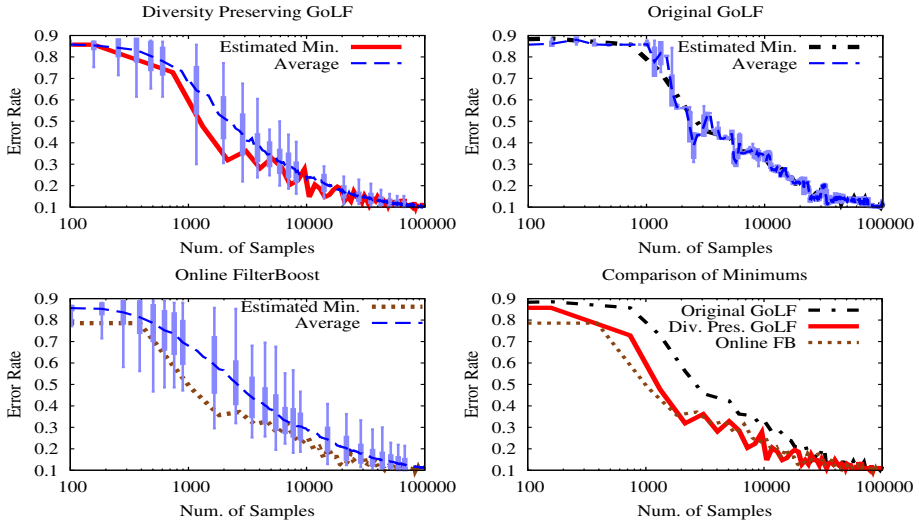 Diversity Preserving GoLF
Error Rate
0.9
0.8
0.7
0.6
0.5
0.4
0.3
0.2
0.1
Estimated Min.
Average
100
1000
10000
100000
Num. of Samples
Original GoLF
Error Rate
0.9
0.8
0.7
0.6
0.5
0.4
0.3
0.2
0.1
Estimated Min.
Average
100
1000
10000
100000
Num. of Samples
Online FilterBoost
Error Rate
0.9
0.8
0.7
0.6
0.5
0.4
0.3
0.2
0.1
Estimated Min.
Average
100
1000
10000
100000
Num. of Samples
Comparison of Minimums
Error Rate
0.9
0.8
0.7
0.6
0.5
0.4
0.3
0.2
0.1
Original GoLF
Div. Pres. GoLF
Online FB
100
1000
10000
100000
Num. of Samples